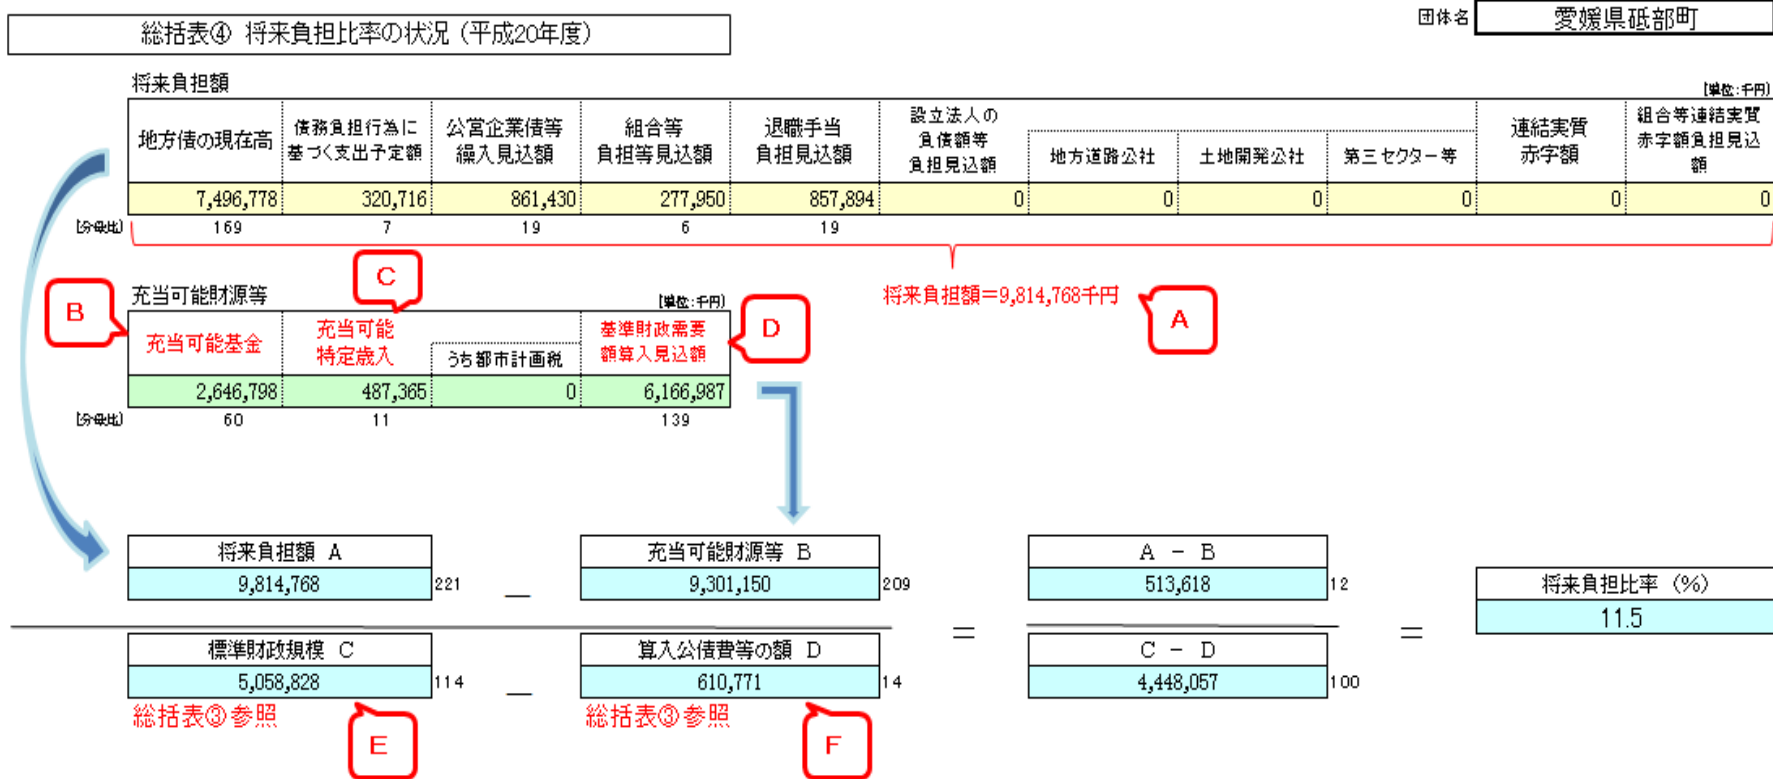 団体名 愛媛県砥部町
総括表④ 将来負担比率の状況（平成20年度）
将来負担額
［単位：千円］
地方債の現在高
債務負担行為に
基づく支出予定額
公営企業債等
繰入見込額
組合等
負担等見込額
退職手当
負担見込額
設立法人の
負債額等
負担見込額
地方道路公社
土地開発公社
第三セクター等
連結実質
赤字額
組合等連結実質
赤字額負担見込
額
7,496,778 320,716 861,430 277,950 857,894 0 0 0 0 0 0
［分母比］ 169 7 19 6 19
将来負担額＝9,814,768千円
A
B
C
D
充当可能財源等
［単位：千円］
充当可能基金
充当可能
特定歳入
うち都市計画税
基準財政需要
額算入見込額
2,646,798 487,365 0 6,166,987
［分母比］ 60 11 139
将来負担額 A
9,814,768 221
－
充当可能財源等 B
9,301,150 209
A － B
513,618 12
将来負担比率（%）
11.5
＝
＝
標準財政規模 C
5,058,828 114
－
算入公債費等の額 D
610,771 14
C － D
4,448,057 100
総括表③参照
E
総括表③参照
F